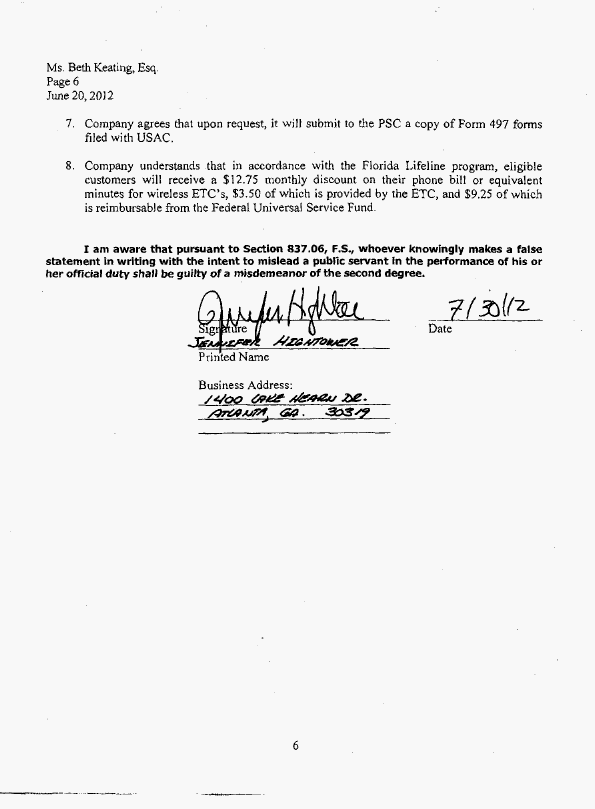 Ms. Beth Keating, Esq.
Page 6
June 20, 2012
7. Company agrees that upon request, it will submit to the PSC a copy of Form 497 forms
filed with USAC.
8. Company understands that in accordance with the Florida Lifeline program, eligible
customers will receive a $12.75 monthly discount on their phone bill or equivalent
minutes for wireless ETC's, $3.50 of which is provided by the ETC, and $9.25 of which
is reimbursable from the Federal Universal Service Fund.
I am aware that pursuant to Section 837.06, F.S., whoever knowingly makes a false
statement in writing with the intent to mislead a public servant in the performance of his or
her official duty shall be guilty of a misdemeanor of the second degree.
Jennifer Hightower 7/30/12
Signature Date
JENNIFER HIGHTOWER
Printed Name
Business Address:
1400 LAKE HEARN DR.
ATLANTA, GA. 30319
6